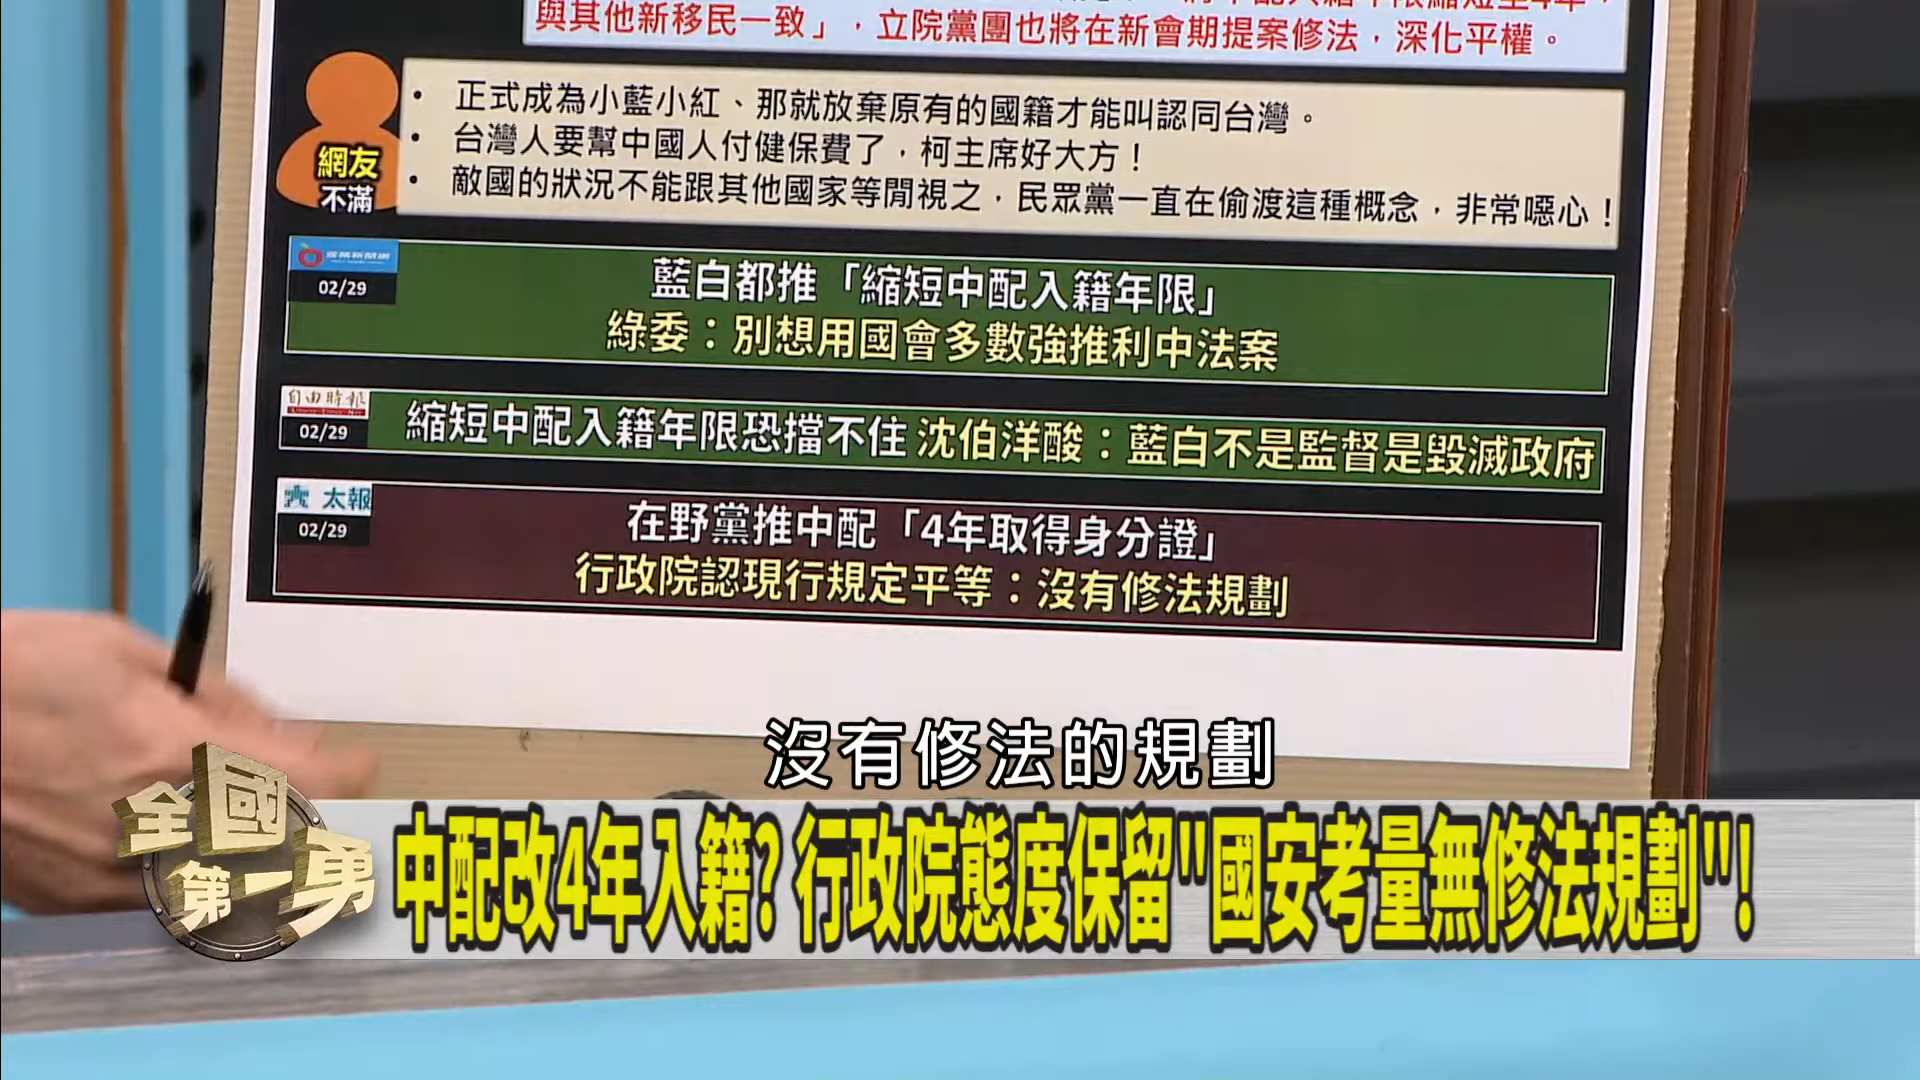 與其他新移民一致」，立院黨團也將在新會期提案修法，深化平權。
• 正式成為小藍小紅、那就放棄原有的國籍才能叫認同台灣。
• 台灣人要幫中國人付健保費了，柯主席好大方！
• 敵國的狀況不能跟其他國家等閒視之，民眾黨一直在偷渡這種概念，非常噁心！
網友
不滿
02/29
藍白都推「縮短中配入籍年限」
綠委：別想用國會多數強推利中法案
自由時報
02/29
縮短中配入籍年限恐擋不住 沈伯洋酸：藍白不是監督是毀滅政府
太報
02/29
在野黨推中配「4年取得身分證」
行政院認現行規定平等：沒有修法規劃
沒有修法的規劃
全國第一勇
中配改4年入籍? 行政院態度保留"國安考量無修法規劃"!